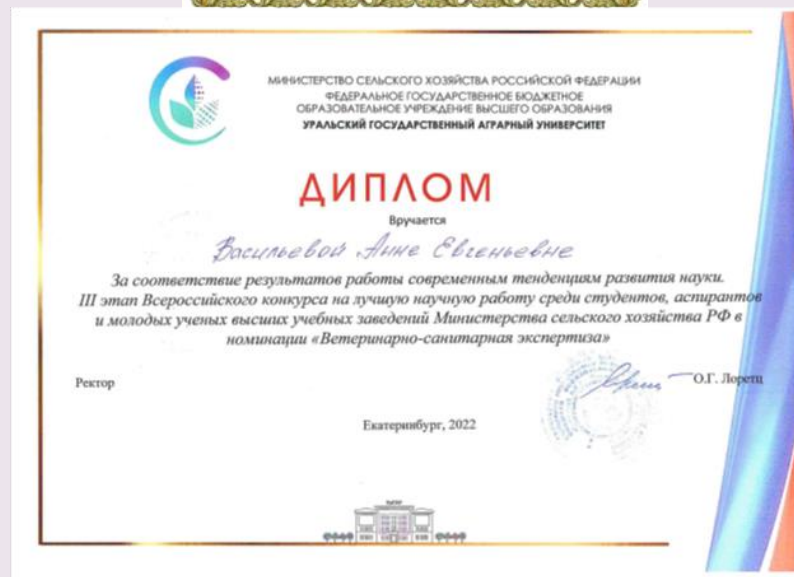 МИНИСТЕРСТВО СЕЛЬСКОГО ХОЗЯЙСТВА РОССИЙСКОЙ ФЕДЕРАЦИИ
ФЕДЕРАЛЬНОЕ ГОСУДАРСТВЕННОЕ БЮДЖЕТНОЕ
ОБРАЗОВАТЕЛЬНОЕ УЧРЕЖДЕНИЕ ВЫСШЕГО ОБРАЗОВАНИЯ
УРАЛЬСКИЙ ГОСУДАРСТВЕННЫЙ АГРАРНЫЙ УНИВЕРСИТЕТ
ДИПЛОМ
Вручается
Васильевой Анне Евгеньевне
За соответствие результатов работы современным тенденциям развития науки.
III этап Всероссийского конкурса на лучшую научную работу среди студентов, аспирантов
и молодых ученых высших учебных заведений Министерства сельского хозяйства РФ в
номинации «Ветеринарно-санитарная экспертиза»
Ректор О.Г. Лоретц
Екатеринбург, 2022